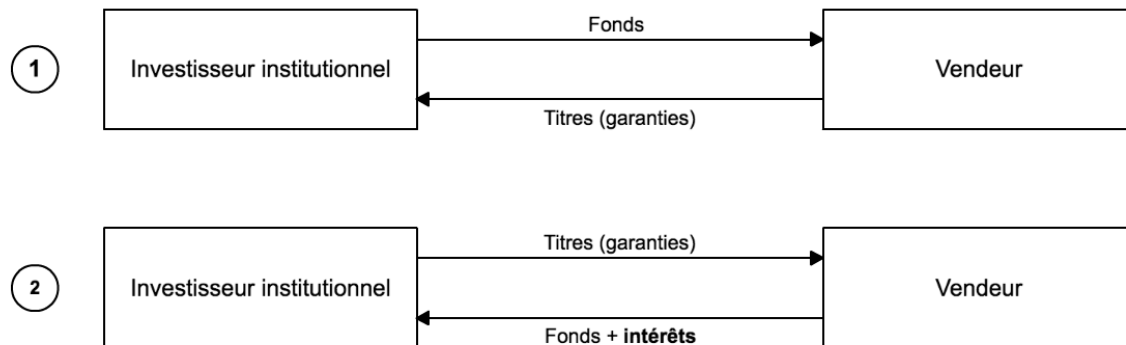 Fonds
1
Investisseur institutionnel
Vendeur
Titres (garanties)
Titres (garanties)
2
Investisseur institutionnel
Vendeur
Fonds + intérêts